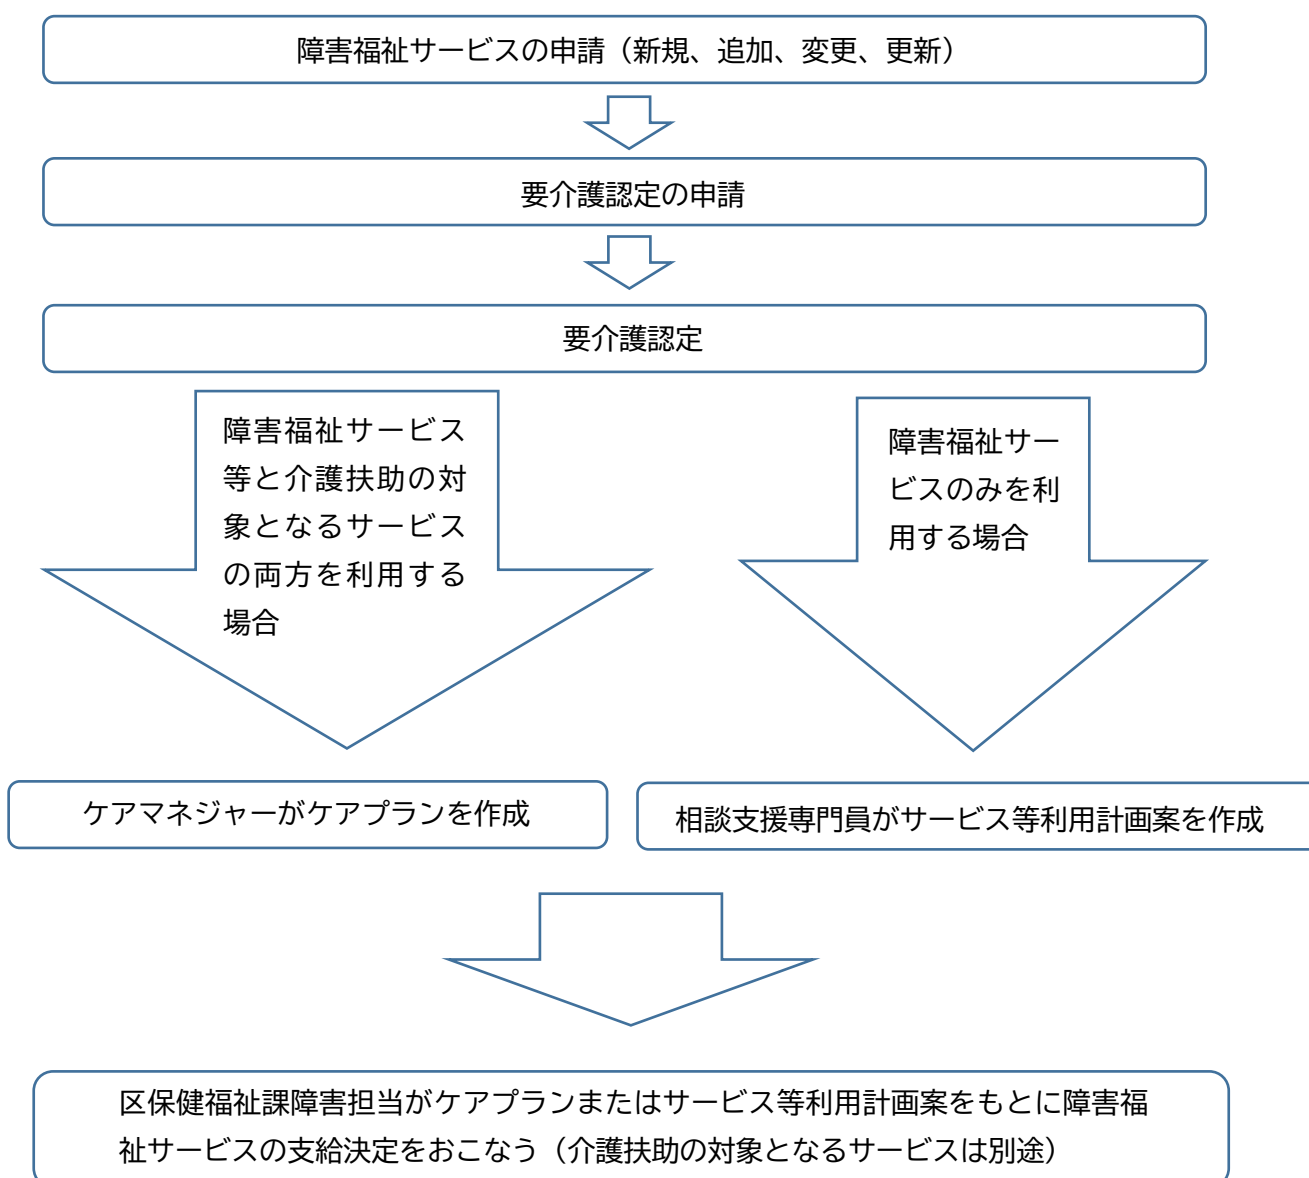 障害福祉サービスの申請（新規、追加、変更、更新）
要介護認定の申請
要介護認定
障害福祉サービス
等と介護扶助の対
象となるサービス
の両方を利用する
場合
障害福祉サー
ビスのみを利
用する場合
ケアマネジャーがケアプランを作成
相談支援専門員がサービス等利用計画案を作成
区保健福祉課障害担当がケアプランまたはサービス等利用計画案をもとに障害福
祉サービスの支給決定をおこなう（介護扶助の対象となるサービスは別途）